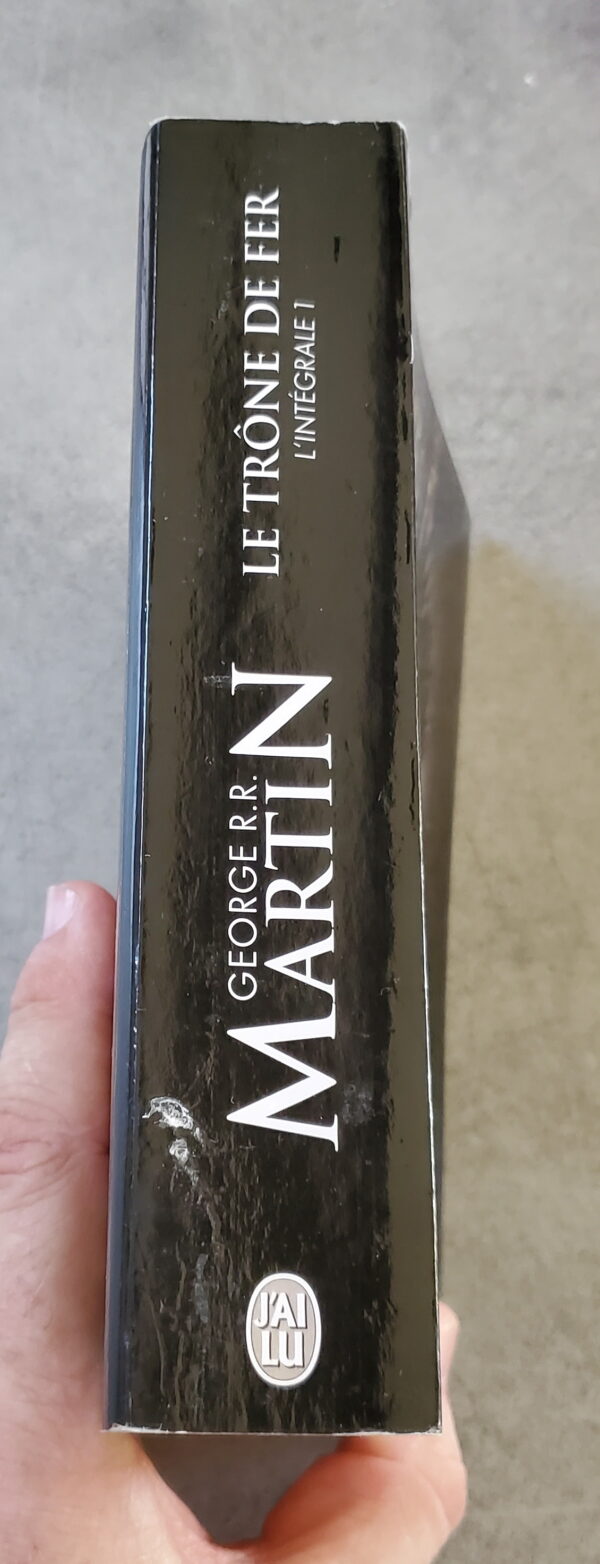 GEORGE R.R.
MARTIN
LE TRÔNE DE FER
L'INTÉGRALE 1
J'AI
LU